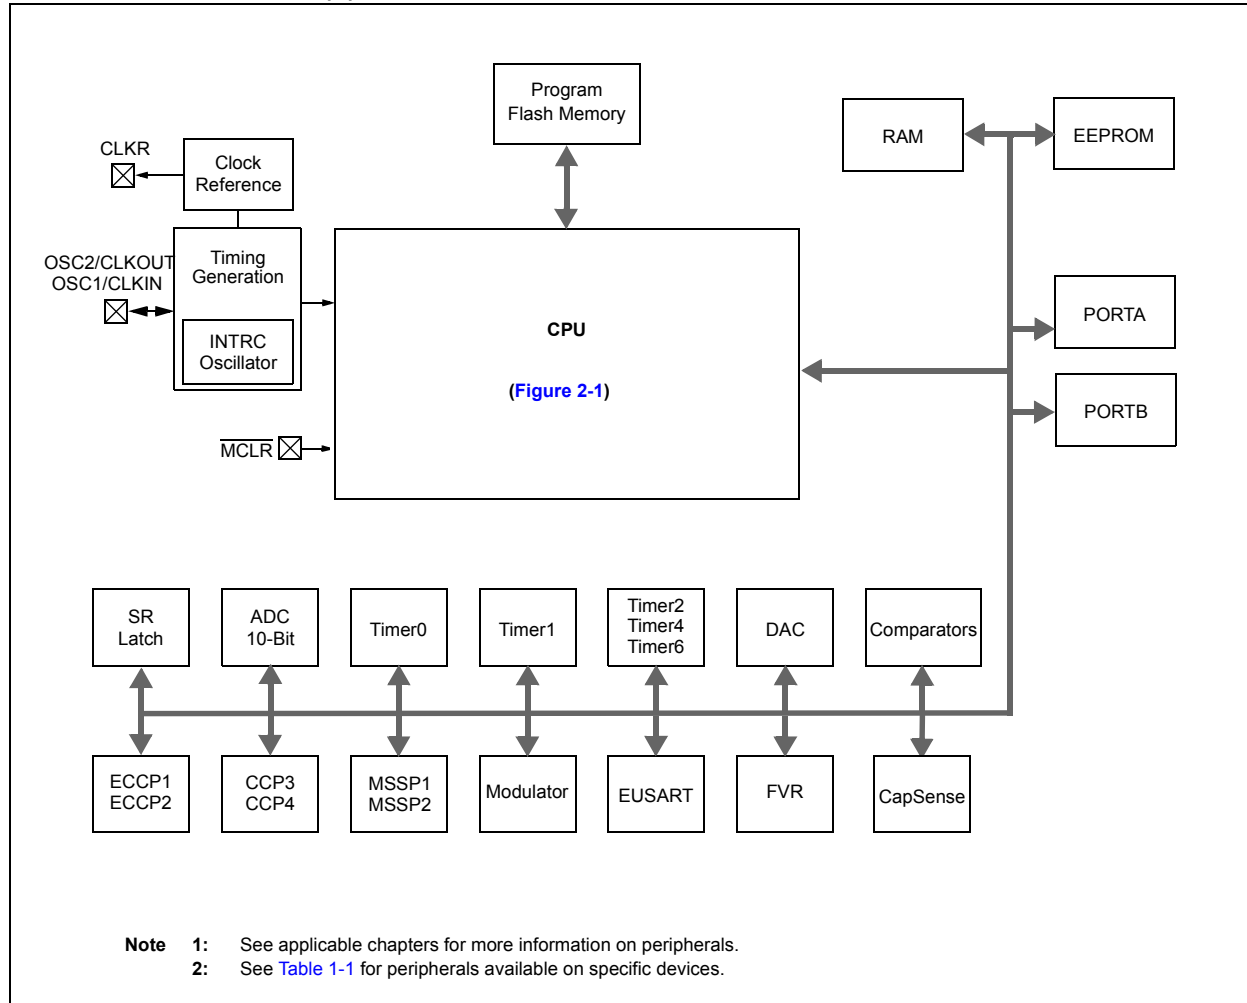 Program
Flash Memory
RAM
EEPROM
CLKR
Clock
Reference
OSC2/CLKOUT
OSC1/CLKIN
Timing
Generation
INTRC
Oscillator
CPU
(Figure 2-1)
PORTA
PORTB
MCLR
SR
Latch
ADC
10-Bit
Timer0
Timer1
Timer2
Timer4
Timer6
DAC
Comparators
ECCP1
ECCP2
CCP3
CCP4
MSSP1
MSSP2
Modulator
EUSART
FVR
CapSense
Note 1: See applicable chapters for more information on peripherals.
2: See Table 1-1 for peripherals available on specific devices.